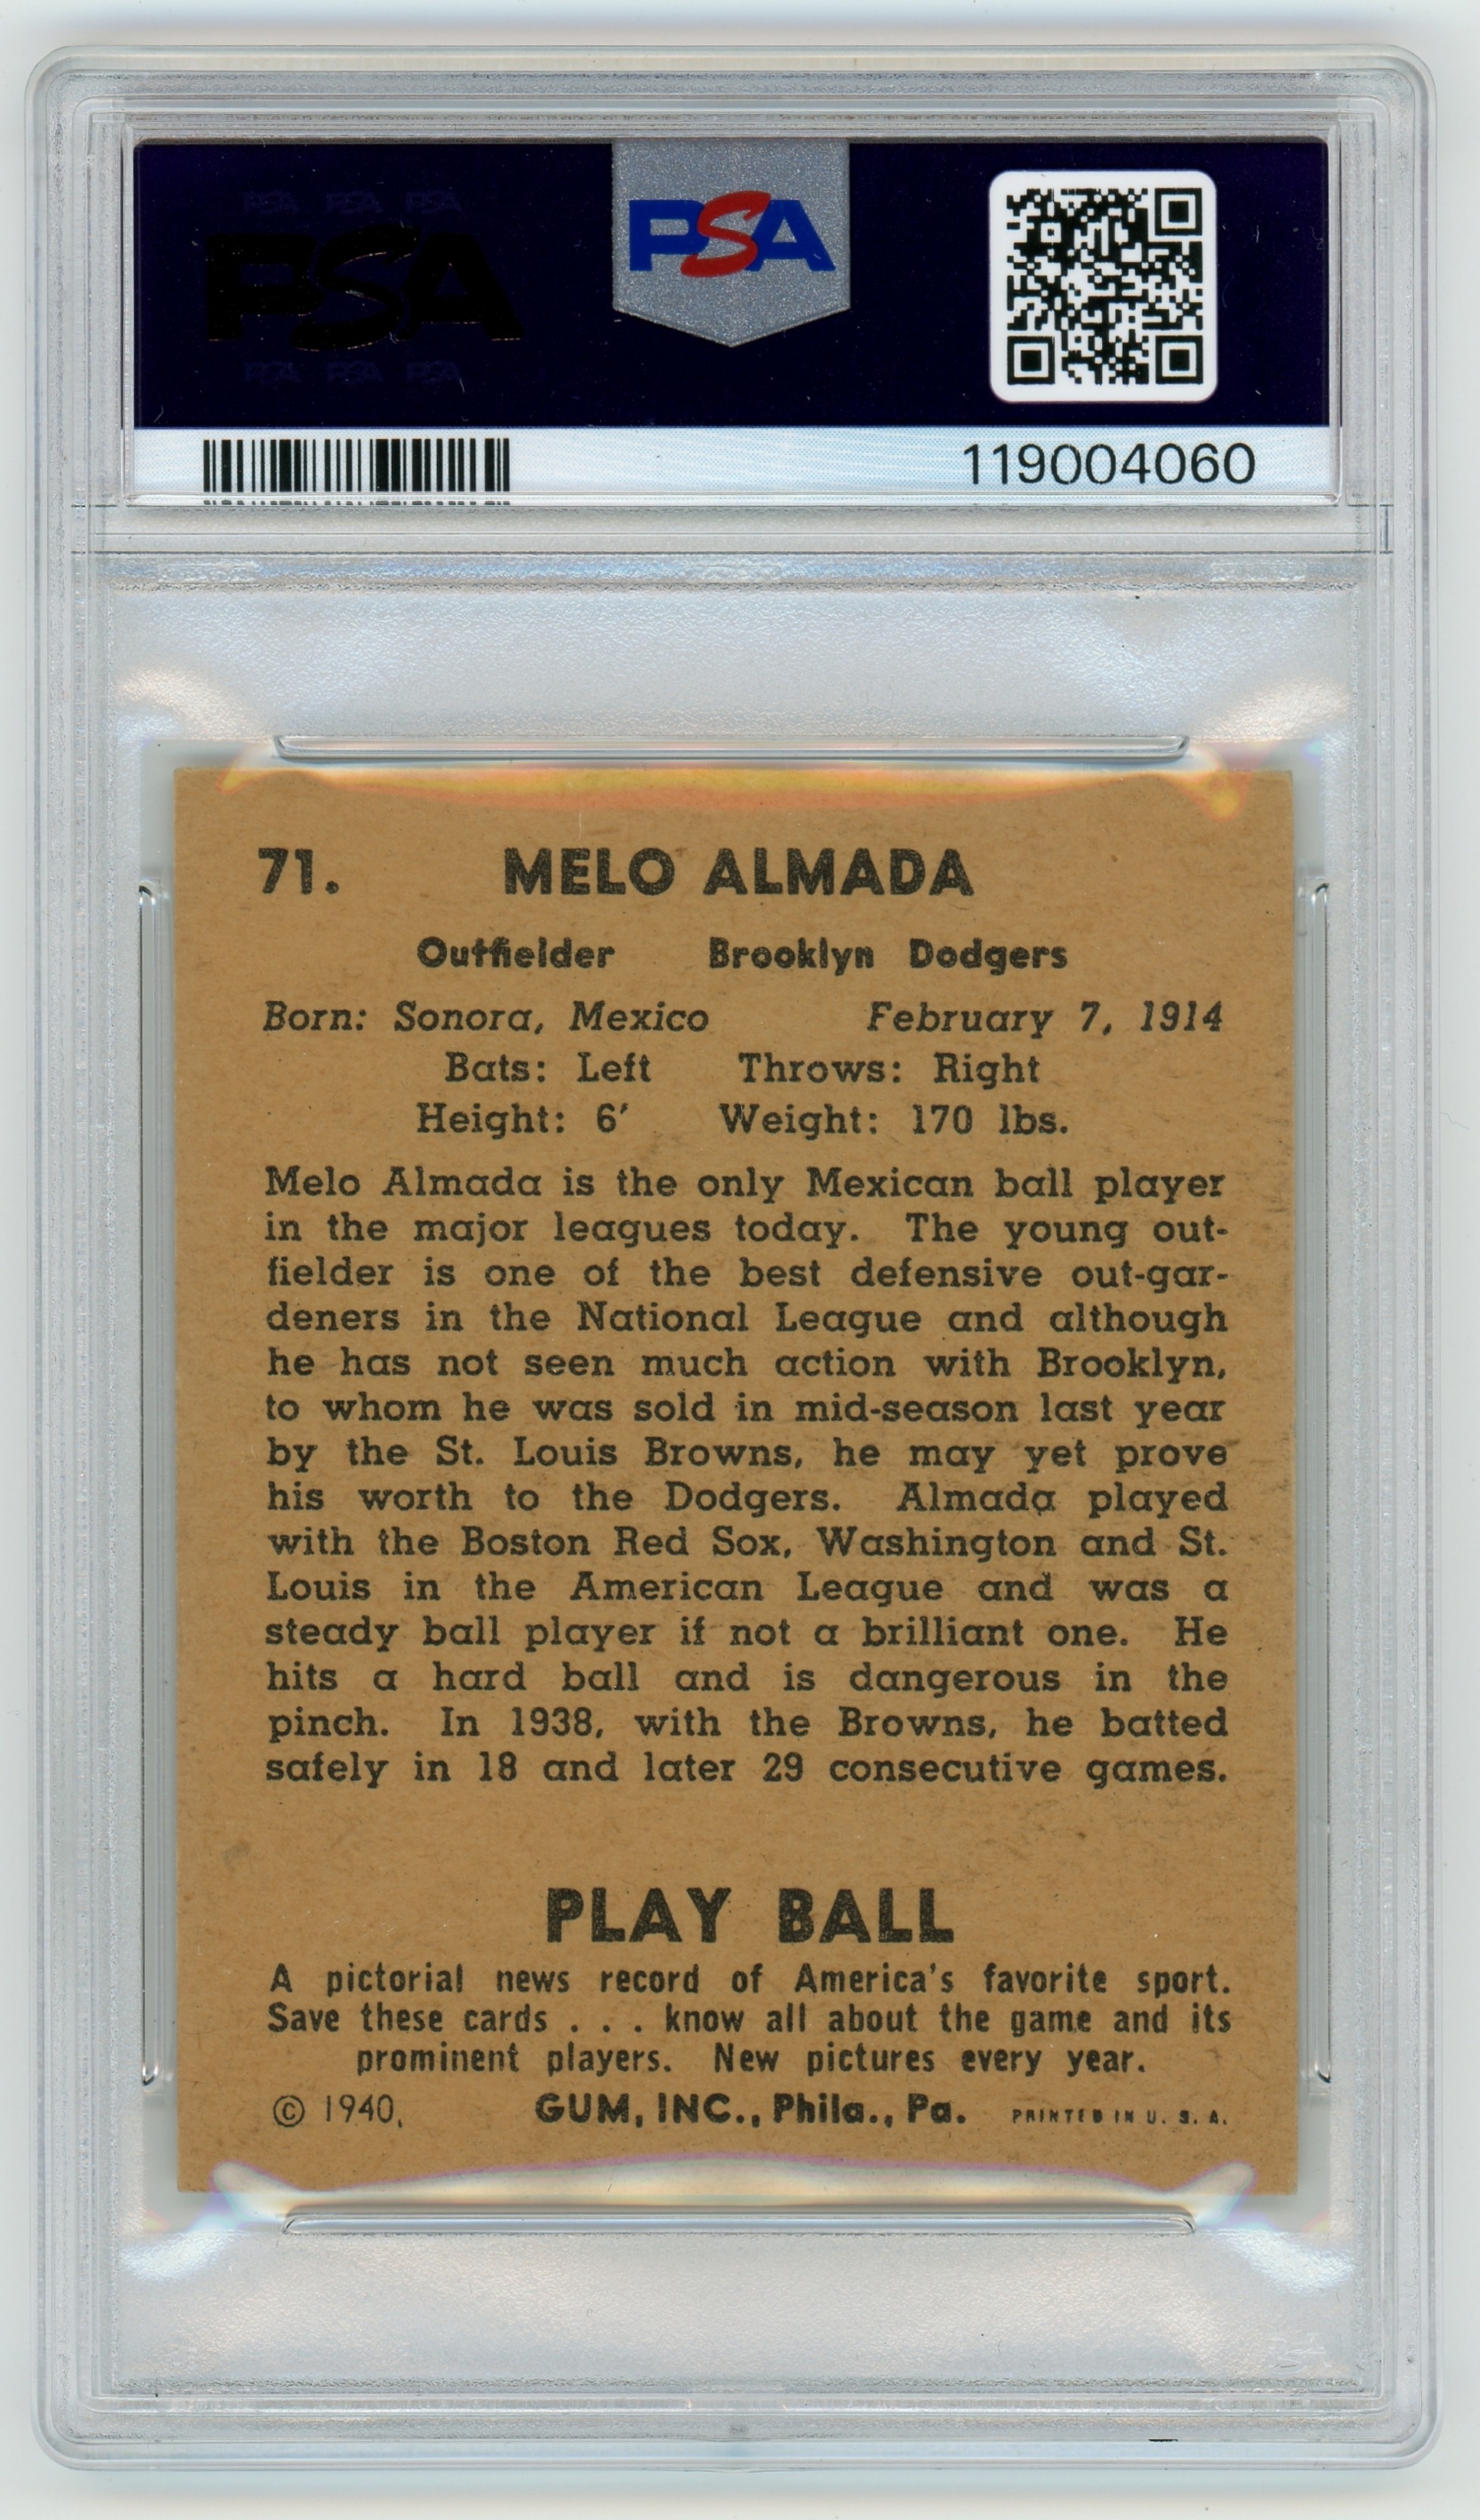 PSA PSA PSA
PSA
PSA PSA PSA
PSA
119004060
71. MELO ALMADA
Outfielder Brooklyn Dodgers
Born: Sonora, Mexico February 7, 1914
Bats: Left Throws: Right
Height: 6′ Weight: 170 lbs.
Melo Almada is the only Mexican ball player
in the major leagues today. The young out-
fielder is one of the best defensive out-gar-
deners in the National League and although
he has not seen much action with Brooklyn,
to whom he was sold in mid-season last year
by the St. Louis Browns, he may yet prove
his worth to the Dodgers. Almada played
with the Boston Red Sox, Washington and St.
Louis in the American League and was a
steady ball player if not a brilliant one. He
hits a hard ball and is dangerous in the
pinch. In 1938, with the Browns, he batted
safely in 18 and later 29 consecutive games.
PLAY BALL
A pictorial news record of America's favorite sport.
Save these cards . . . know all about the game and its
prominent players. New pictures every year.
© 1940, GUM, INC., Phila., Pa. PRINTED IN U. S. A.